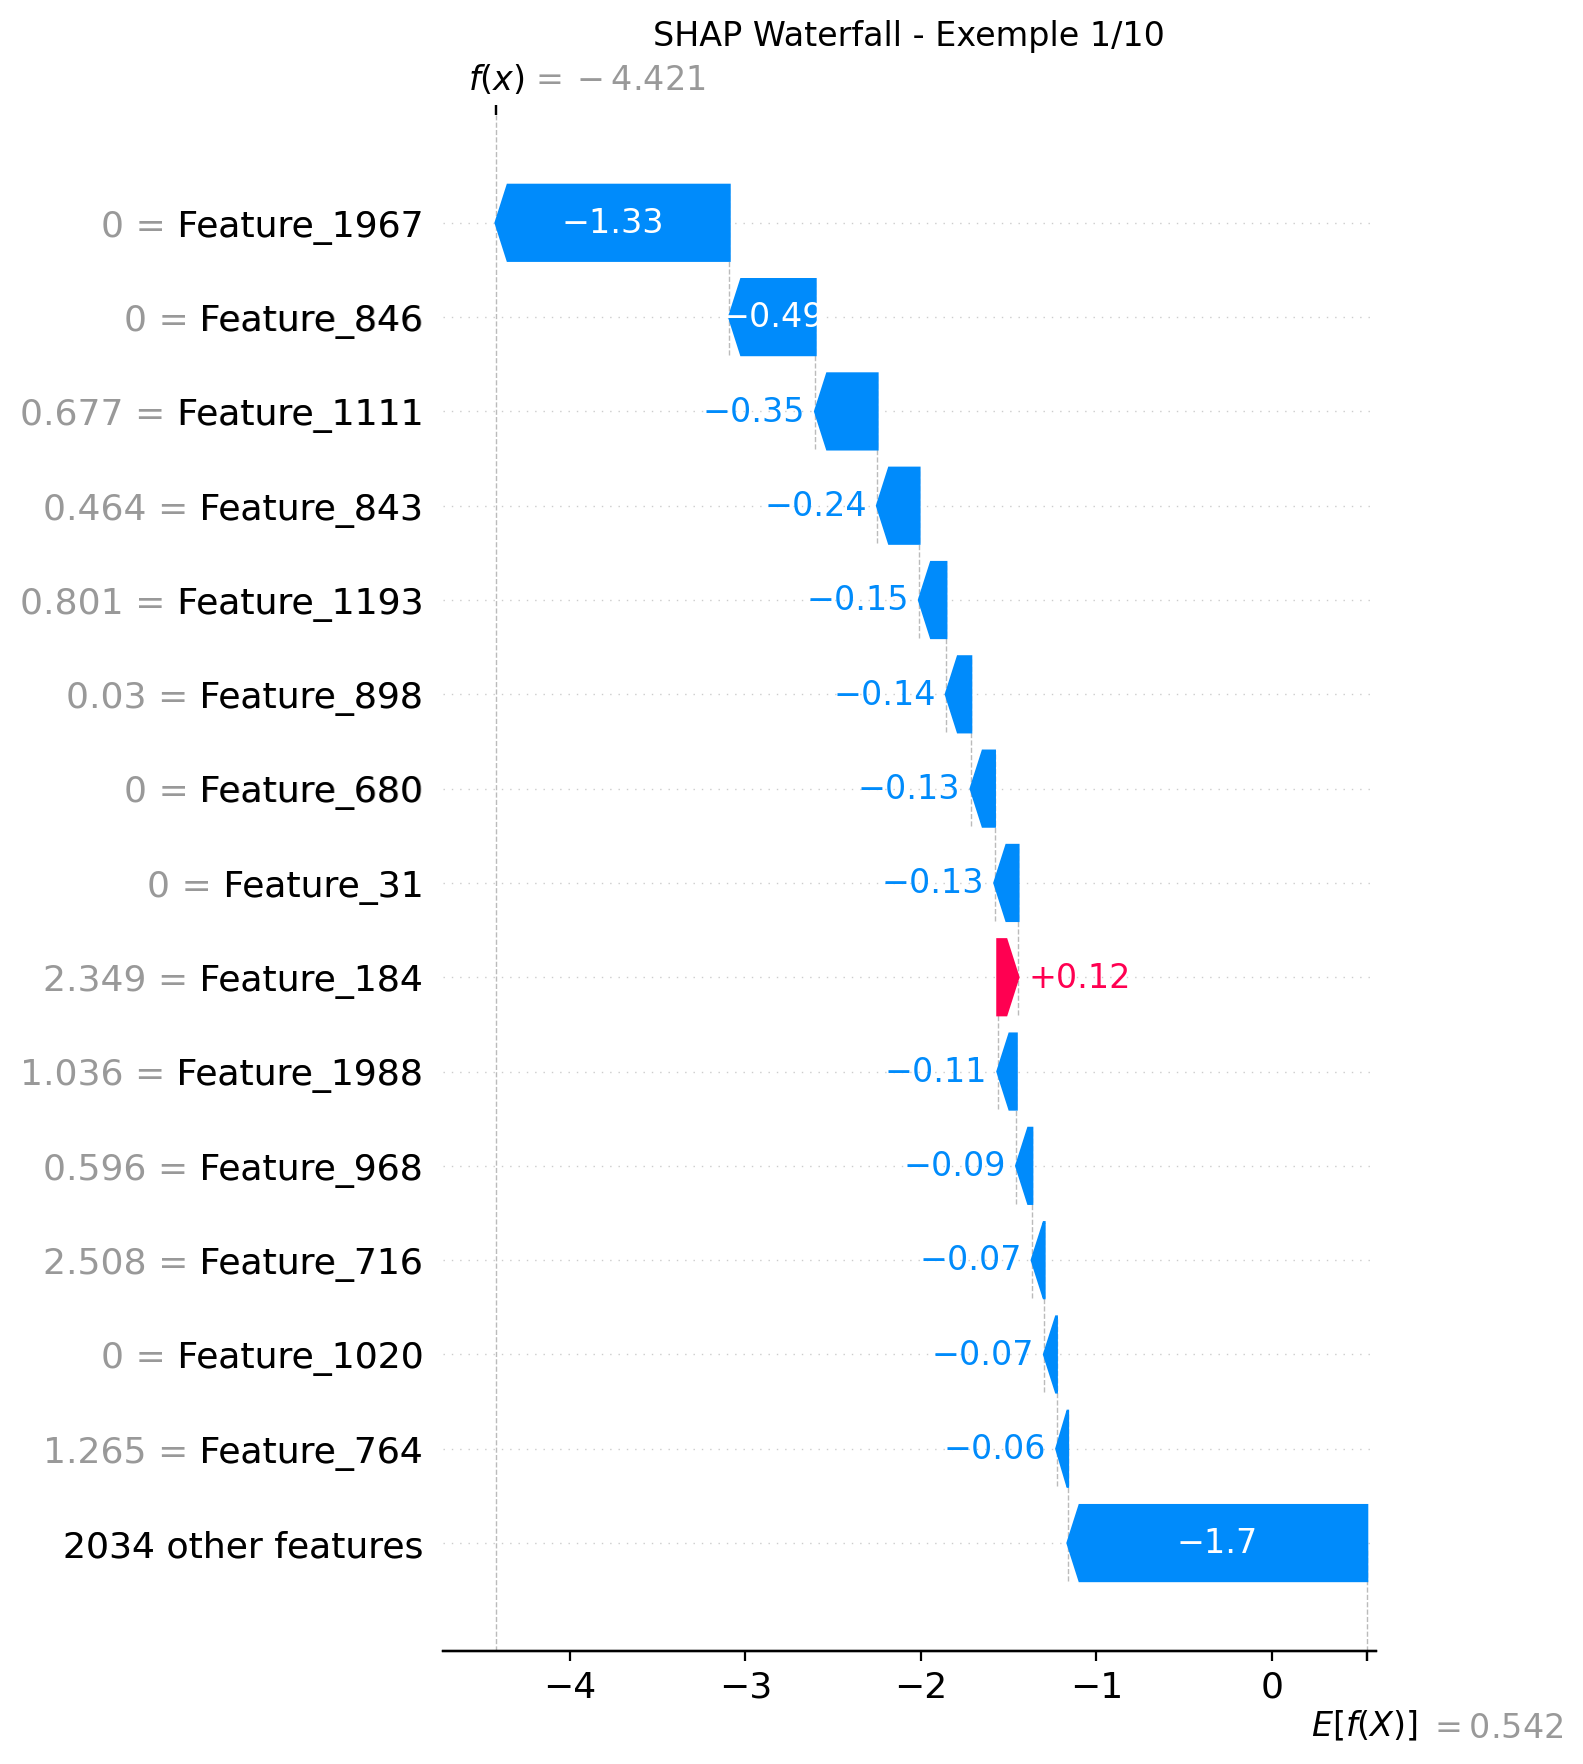 SHAP Waterfall - Exemple 1/10
f(x) = −4.421
0 = Feature_1967 −1.33
0 = Feature_846 −0.49
0.677 = Feature_1111 −0.35
0.464 = Feature_843 −0.24
0.801 = Feature_1193 −0.15
0.03 = Feature_898 −0.14
0 = Feature_680 −0.13
0 = Feature_31 −0.13
2.349 = Feature_184 +0.12
1.036 = Feature_1988 −0.11
0.596 = Feature_968 −0.09
2.508 = Feature_716 −0.07
0 = Feature_1020 −0.07
1.265 = Feature_764 −0.06
2034 other features −1.7
−4 −3 −2 −1 0
E[f(X)] = 0.542